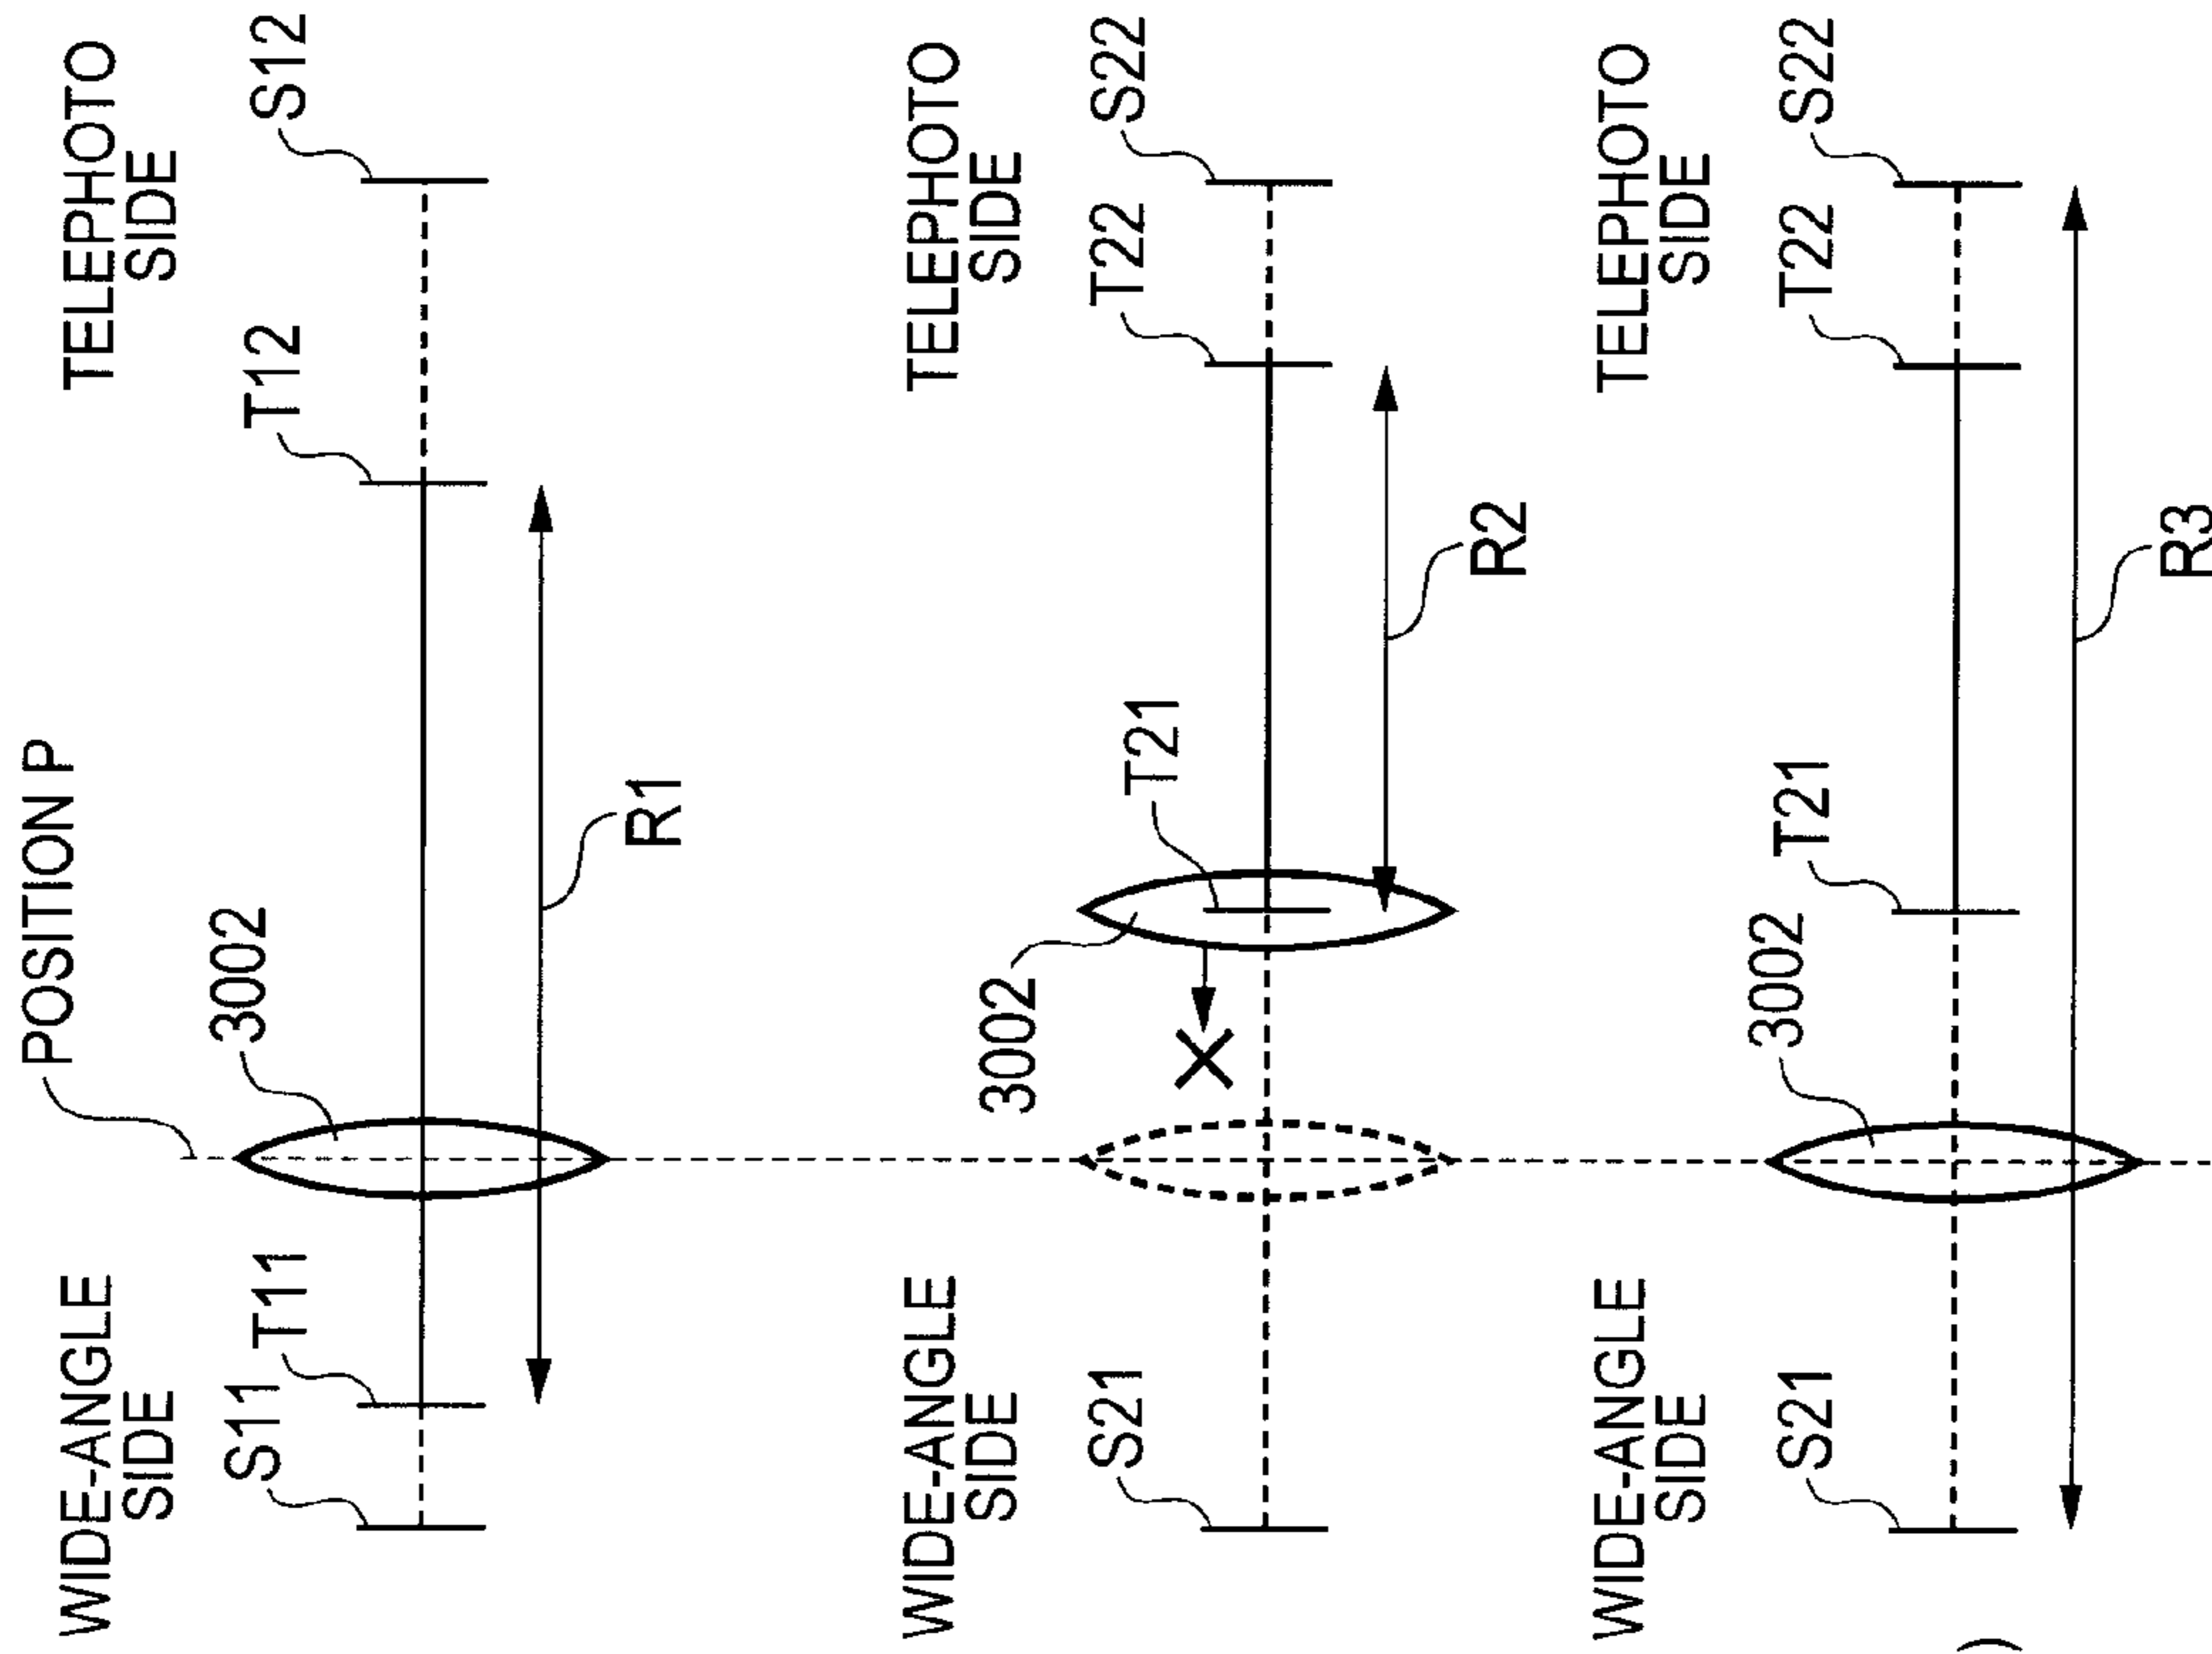 POSITION P
WIDE-ANGLE
SIDE
TELEPHOTO
SIDE
S11
T11
3002
T12
S12
R1
WIDE-ANGLE
SIDE
TELEPHOTO
SIDE
S21
3002
T21
T22
S22
R2
WIDE-ANGLE
SIDE
TELEPHOTO
SIDE
S21
3002
T21
T22
S22
R3
)